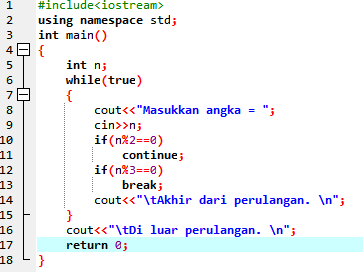 1 #include<iostream>
2 using namespace std;
3 int main()
4 {
5 int n;
6 while(true)
7 {
8 cout<<"Masukkan angka = ";
9 cin>>n;
10 if(n%2==0)
11 continue;
12 if(n%3==0)
13 break;
14 cout<<"\tAkhir dari perulangan. \n";
15 }
16 cout<<"\tDi luar perulangan. \n";
17 return 0;
18 }